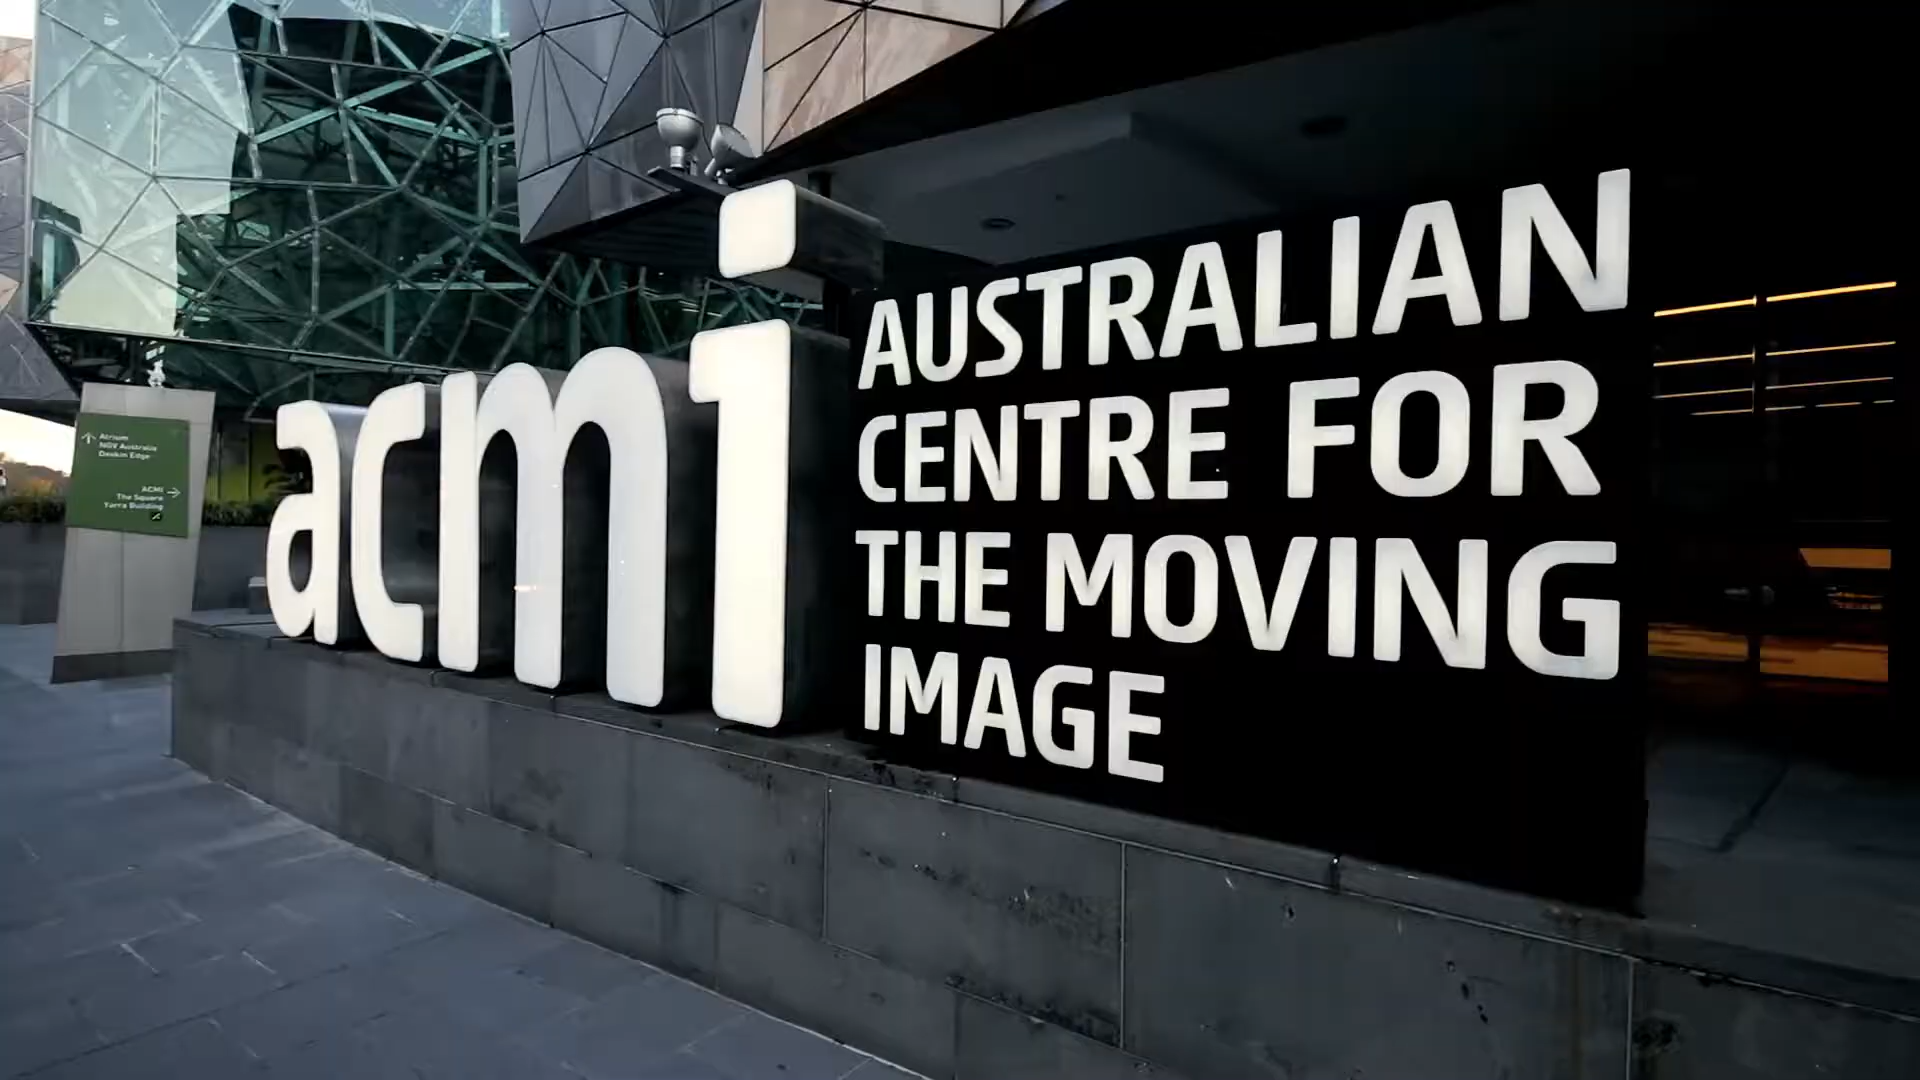 acmi
AUSTRALIAN
CENTRE FOR
THE MOVING
IMAGE
Atrium
NGV Australia
Deakin Edge
ACMI
The Square
Yarra Building